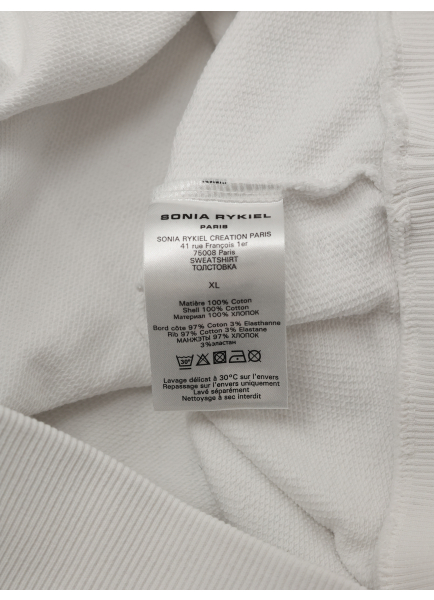 SONIA RYKIEL
PARIS
SONIA RYKIEL CREATION PARIS
41 rue François 1er
75008 Paris
SWEATSHIRT
ТОЛСТОВКА
XL
Matière 100% Coton
Shell 100% Cotton
Материал 100% ХЛОПОК
Bord côte 97% Coton 3% Elasthanne
Rib 97% Cotton 3% Elastane
МАНЖЭТЫ 97% ХЛОПОК
3%эластан
30°
Lavage délicat à 30°C sur l'envers
Repassage sur l'envers uniquement
Lavé séparément
Nettoyage à sec interdit